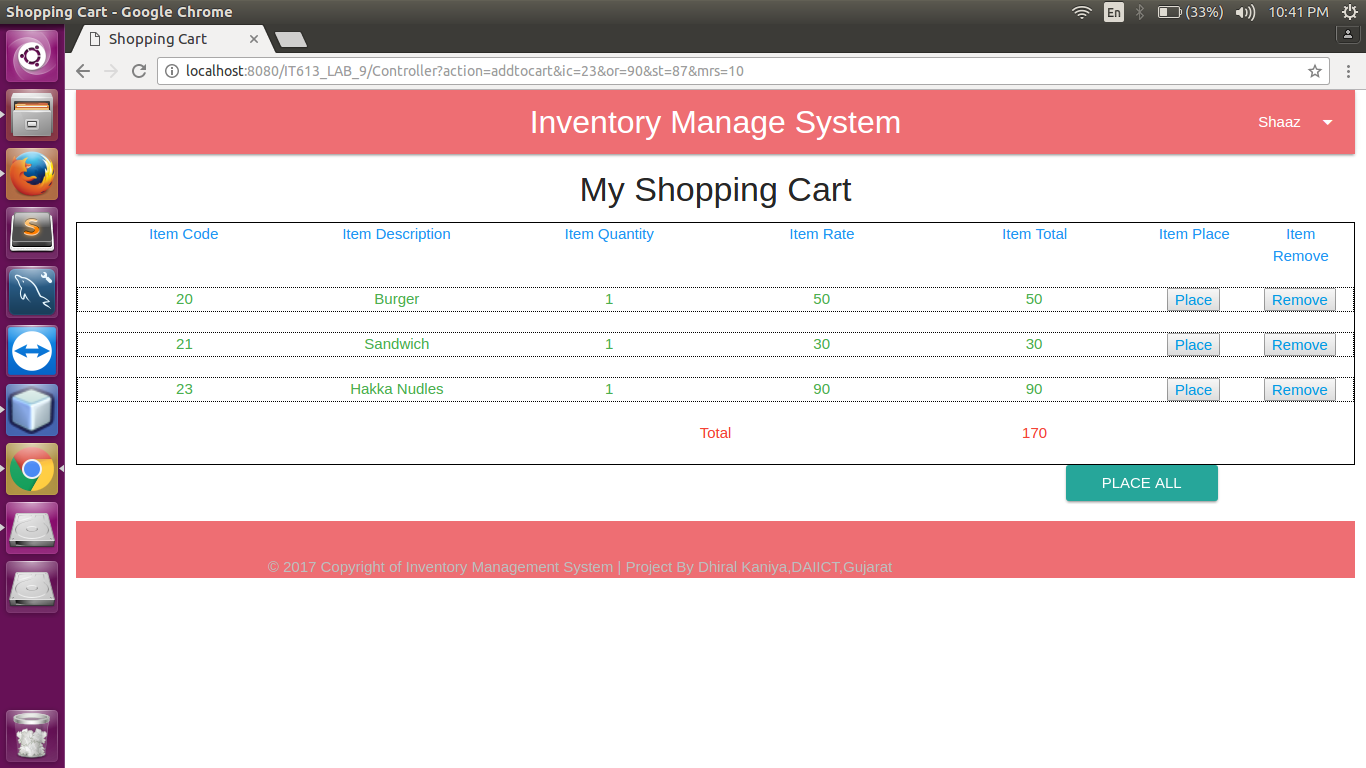 Shopping Cart - Google Chrome
En
(33%)
10:41 PM
Shopping Cart
localhost:8080/IT613_LAB_9/Controller?action=addtocart&ic=23&or=90&st=87&mrs=10
Inventory Manage System
Shaaz
My Shopping Cart
Item Code Item Description Item Quantity Item Rate Item Total Item Place Item
Remove
20 Burger 1 50 50 Place Remove
21 Sandwich 1 30 30 Place Remove
23 Hakka Nudles 1 90 90 Place Remove
Total 170
PLACE ALL
© 2017 Copyright of Inventory Management System | Project By Dhiral Kaniya,DAIICT,Gujarat